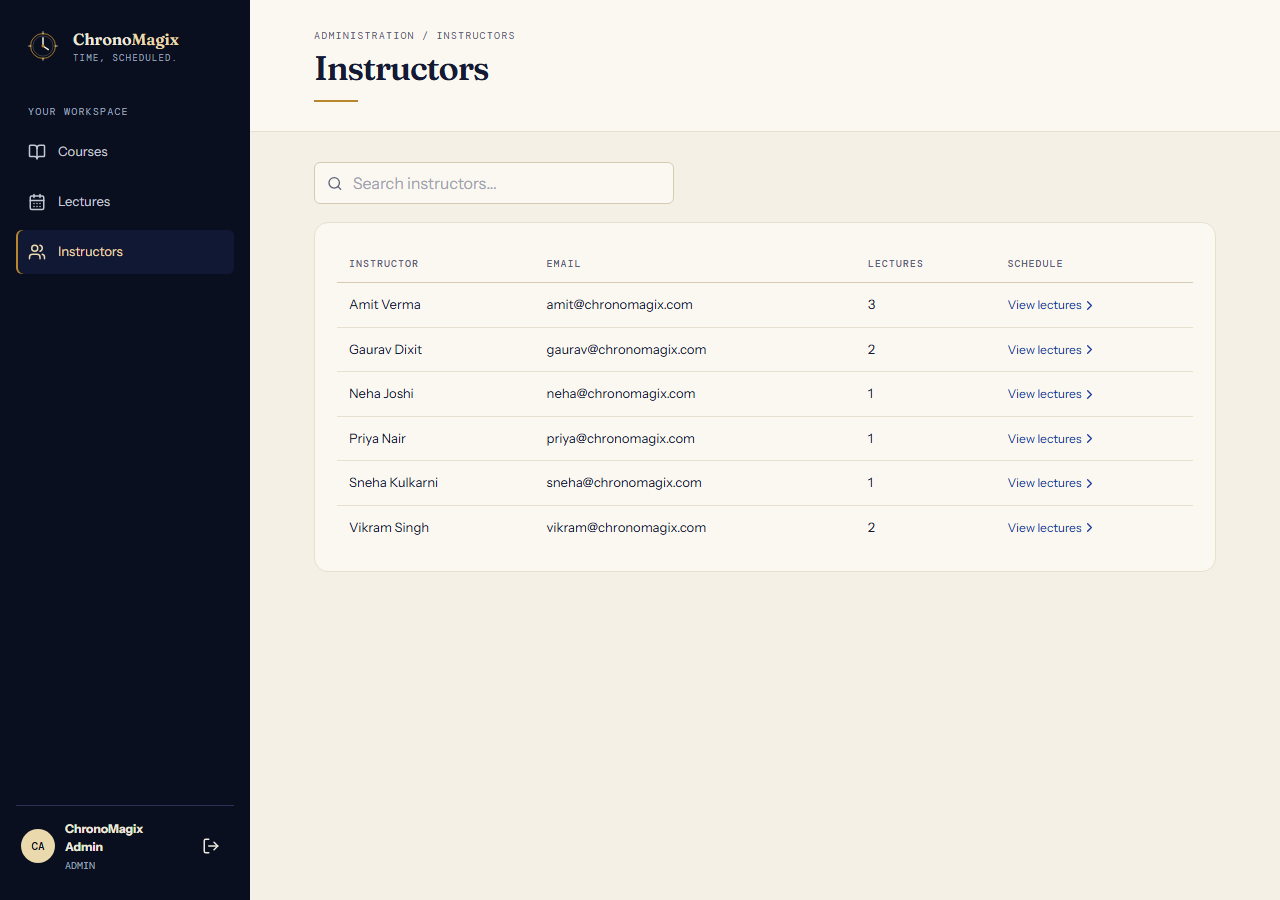 ChronoMagix
TIME, SCHEDULED.
YOUR WORKSPACE
Courses
Lectures
Instructors
ChronoMagix
Admin
CA
ADMIN
ADMINISTRATION / INSTRUCTORS
Instructors
Search instructors...
INSTRUCTOR EMAIL LECTURES SCHEDULE
Amit Verma amit@chronomagix.com 3 View lectures
Gaurav Dixit gaurav@chronomagix.com 2 View lectures
Neha Joshi neha@chronomagix.com 1 View lectures
Priya Nair priya@chronomagix.com 1 View lectures
Sneha Kulkarni sneha@chronomagix.com 1 View lectures
Vikram Singh vikram@chronomagix.com 2 View lectures